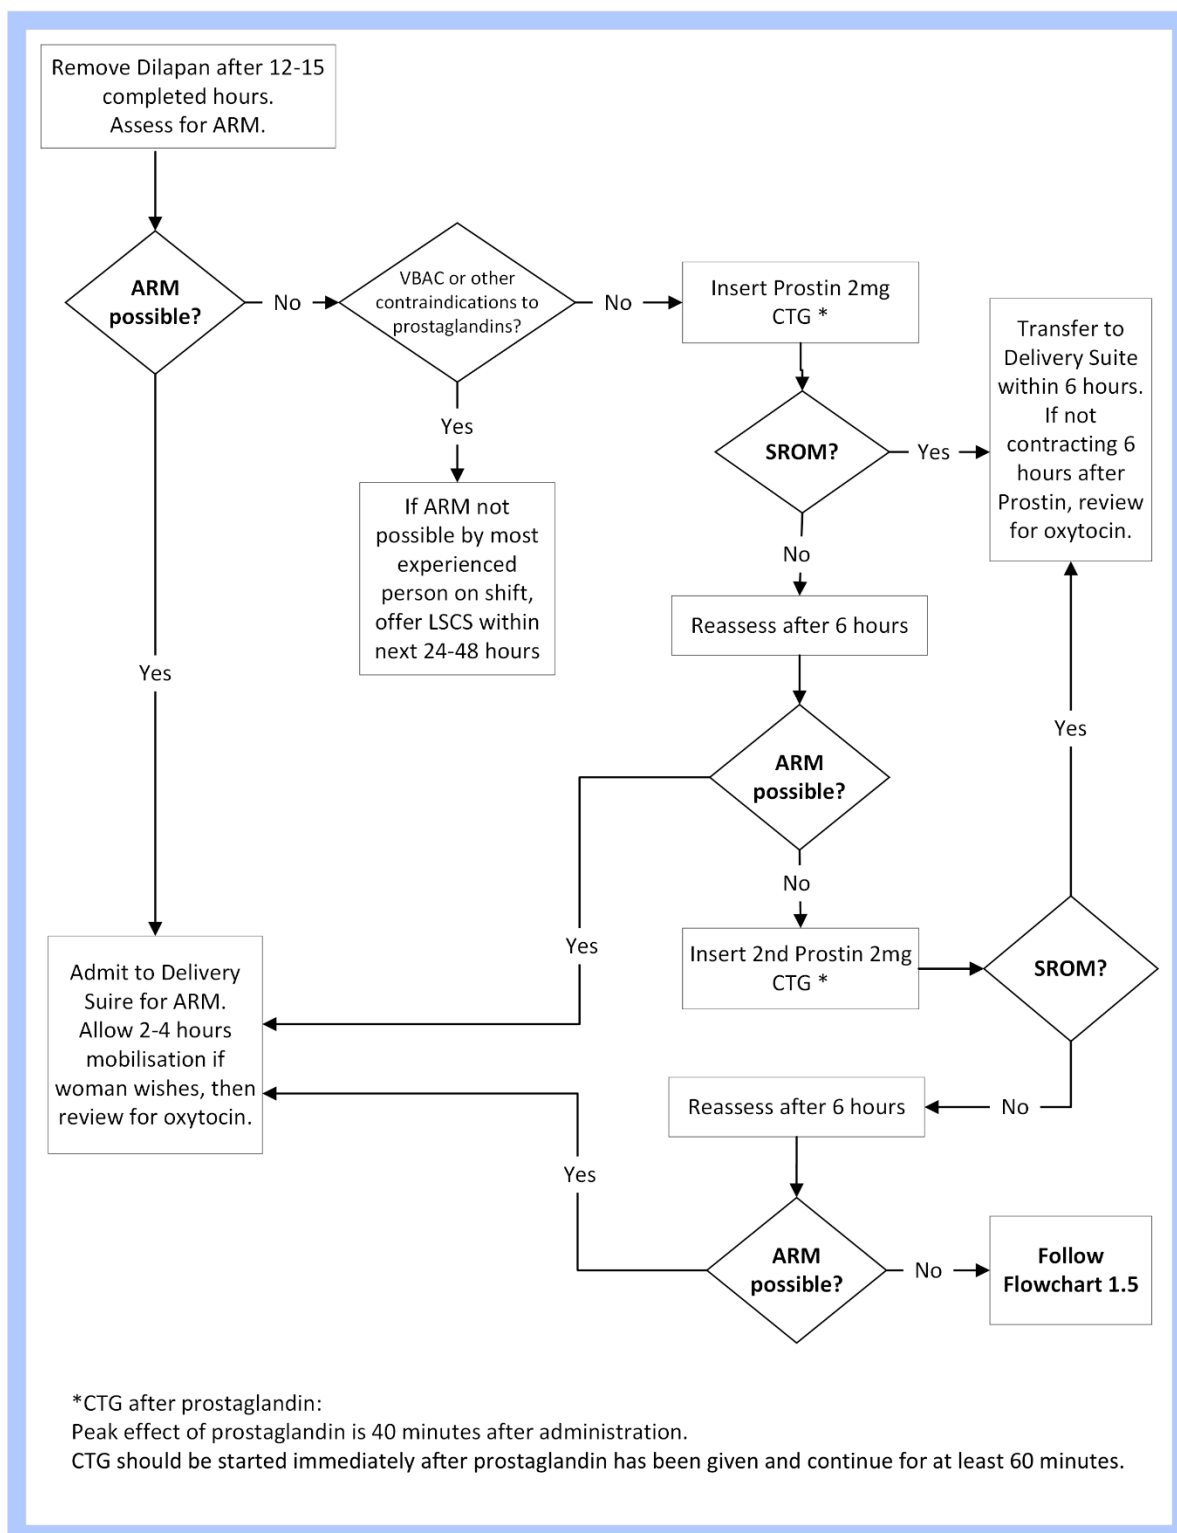 Remove Dilapan after 12-15
completed hours.
Assess for ARM.
ARM
possible?
No
VBAC or other
contraindications to
prostaglandins?
No
Insert Prostin 2mg
CTG *
Transfer to
Delivery Suite
within 6 hours.
If not
contracting 6
hours after
Prostin, review
for oxytocin.
Yes
SROM?
Yes
If ARM not
possible by most
experienced
person on shift,
offer LSCS within
next 24-48 hours
No
Reassess after 6 hours
Yes
Yes
ARM
possible?
No
Yes
Insert 2nd Prostin 2mg
CTG *
SROM?
Admit to Delivery
Suire for ARM.
Allow 2-4 hours
mobilisation if
woman wishes, then
review for oxytocin.
Reassess after 6 hours
No
Yes
ARM
possible?
No
Follow
Flowchart 1.5
*CTG after prostaglandin:
Peak effect of prostaglandin is 40 minutes after administration.
CTG should be started immediately after prostaglandin has been given and continue for at least 60 minutes.